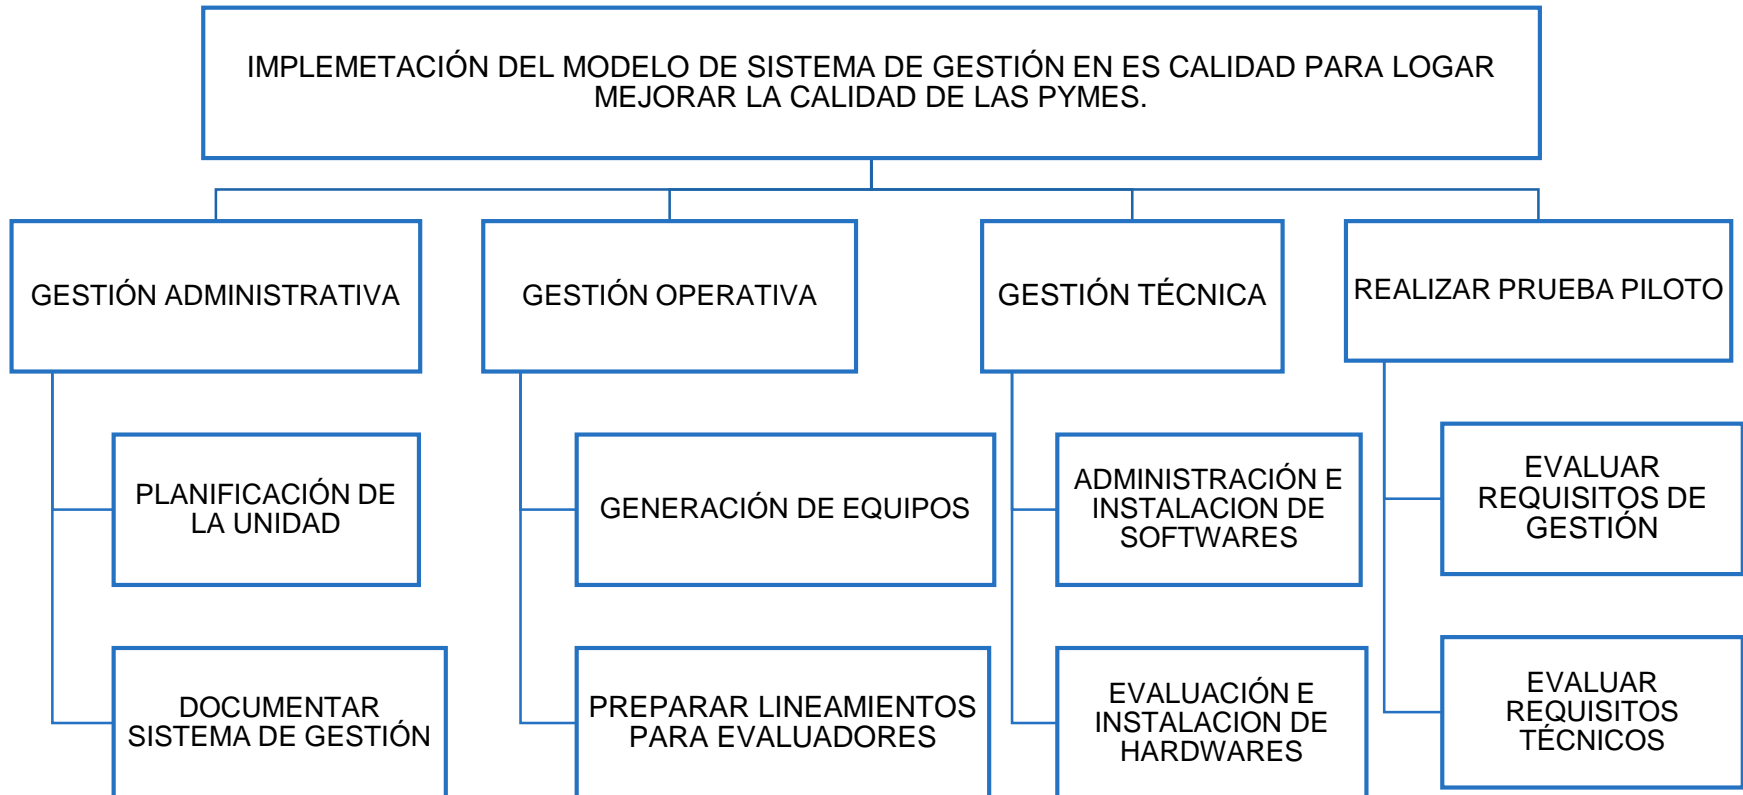 IMPLEMETACIÓN DEL MODELO DE SISTEMA DE GESTIÓN EN ES CALIDAD PARA LOGAR
MEJORAR LA CALIDAD DE LAS PYMES.
GESTIÓN ADMINISTRATIVA
GESTIÓN OPERATIVA
GESTIÓN TÉCNICA
REALIZAR PRUEBA PILOTO
PLANIFICACIÓN DE
LA UNIDAD
GENERACIÓN DE EQUIPOS
ADMINISTRACIÓN E
INSTALACION DE
SOFTWARES
EVALUAR
REQUISITOS DE
GESTIÓN
DOCUMENTAR
SISTEMA DE GESTIÓN
PREPARAR LINEAMIENTOS
PARA EVALUADORES
EVALUACIÓN E
INSTALACION DE
HARDWARES
EVALUAR
REQUISITOS
TÉCNICOS